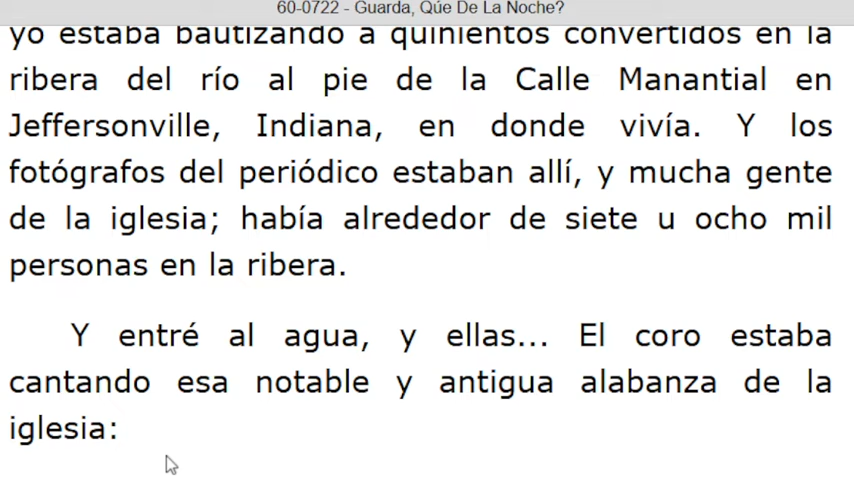 60-0722 - Guarda, Qúe De La Noche?
yo estaba bautizando a quinientos convertidos en la
ribera del río al pie de la Calle Manantial en
Jeffersonville, Indiana, en donde vivía. Y los
fotógrafos del periódico estaban allí, y mucha gente
de la iglesia; había alrededor de siete u ocho mil
personas en la ribera.
Y entré al agua, y ellas... El coro estaba
cantando esa notable y antigua alabanza de la
iglesia: